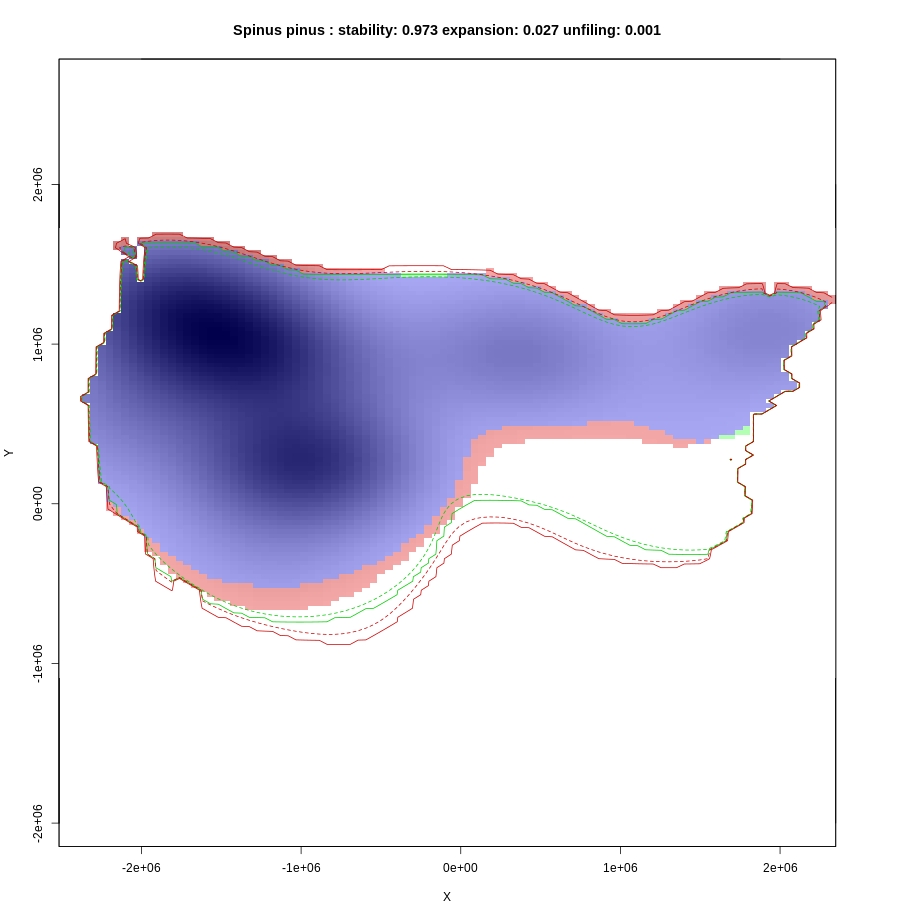 Spinus pinus : stability: 0.973 expansion: 0.027 unfiling: 0.001
2e+06
1e+06
0e+00
-1e+06
-2e+06
Y
-2e+06 -1e+06 0e+00 1e+06 2e+06
X